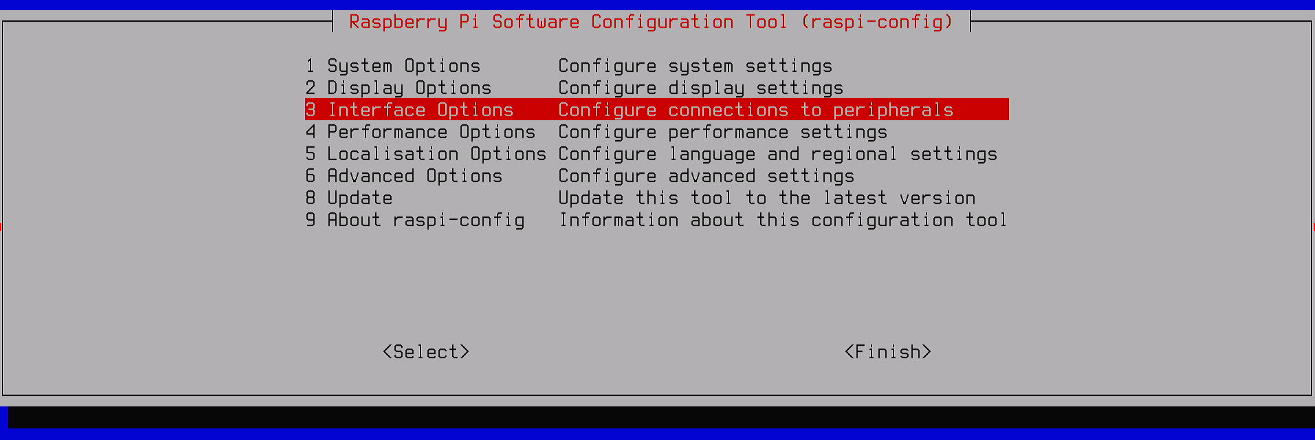 Raspberry Pi Software Configuration Tool (raspi-config)
1 System Options Configure system settings
2 Display Options Configure display settings
3 Interface Options Configure connections to peripherals
4 Performance Options Configure performance settings
5 Localisation Options Configure language and regional settings
6 Advanced Options Configure advanced settings
8 Update Update this tool to the latest version
9 About raspi-config Information about this configuration tool
<Select> <Finish>